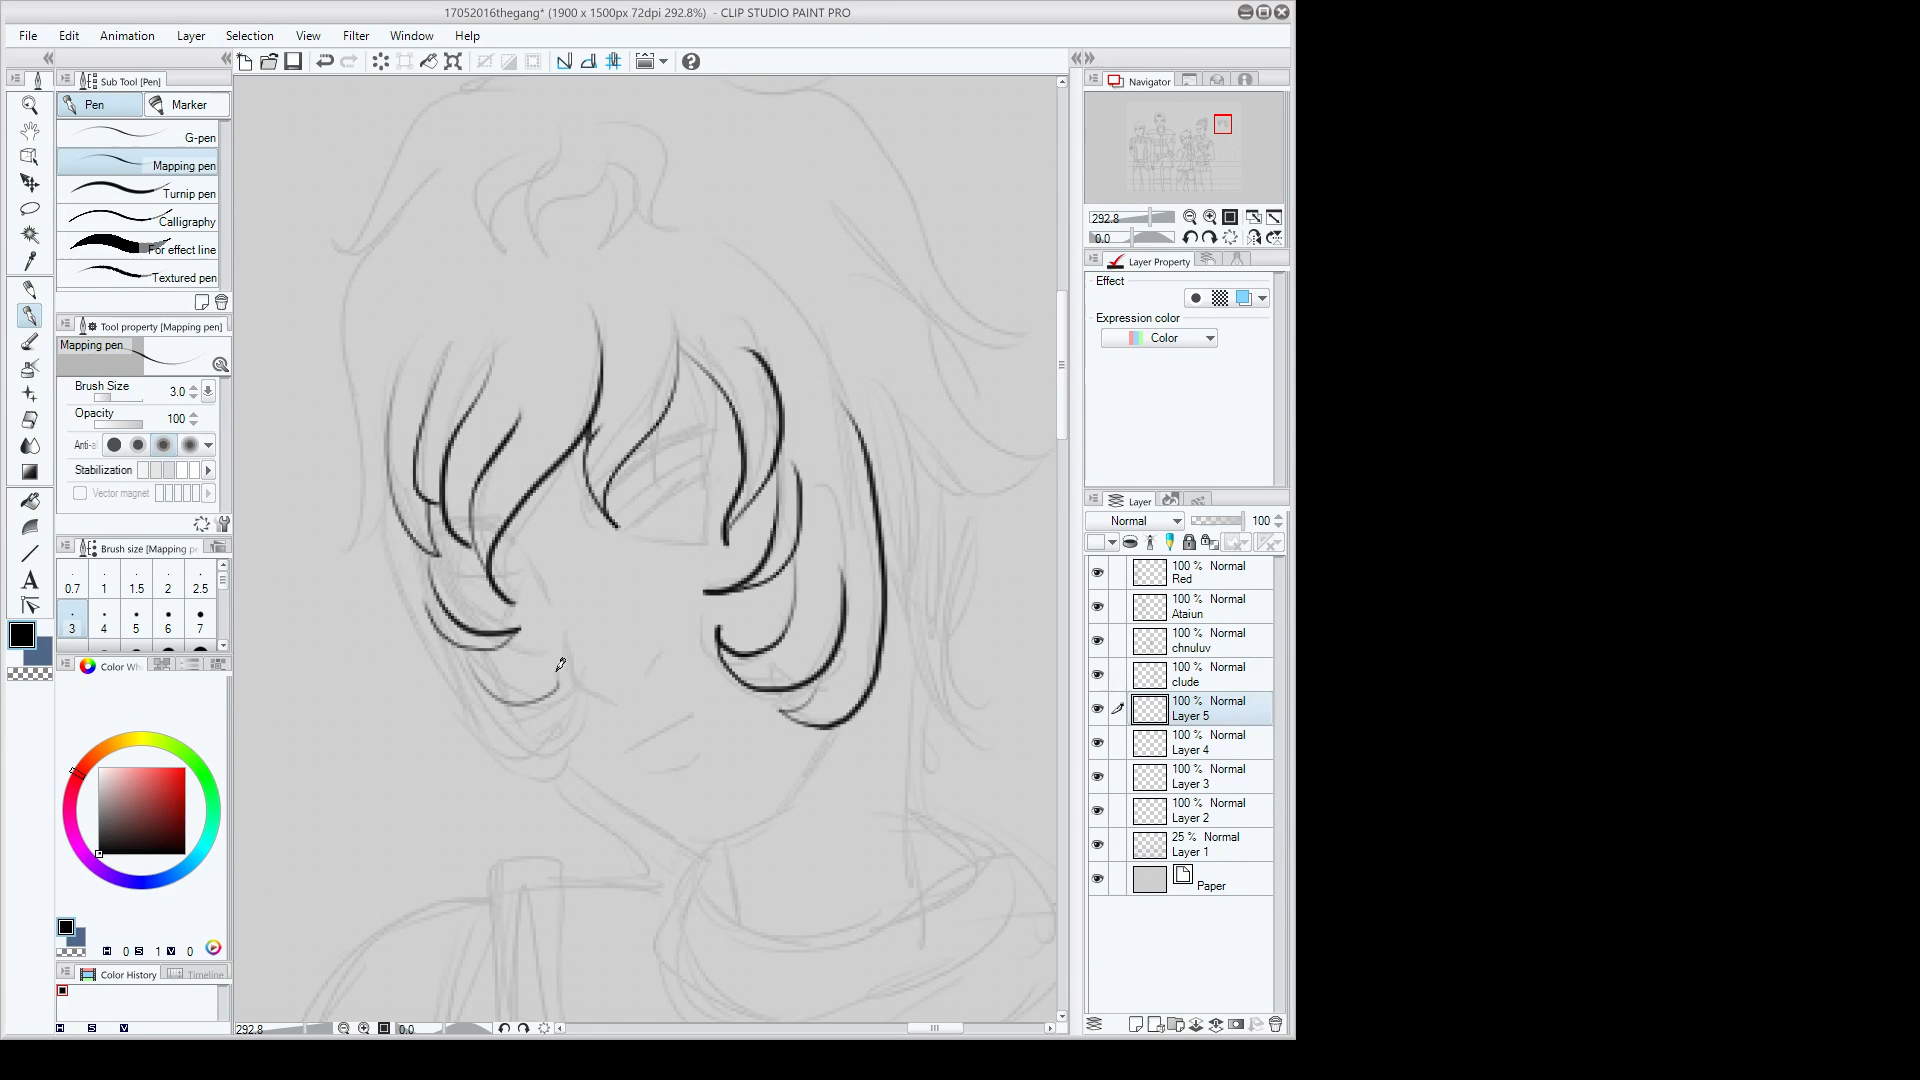 17052016thegang* (1900 x 1500px 72dpi 292.8%) - CLIP STUDIO PAINT PRO
File Edit Animation Layer Selection View Filter Window Help
Sub Tool [Pen]
Pen Marker
G-pen
Mapping pen
Turnip pen
Calligraphy
For effect line
Textured pen
Tool property [Mapping pen]
Mapping pen
Brush Size 3.0
Opacity 100
Anti-a
Stabilization
Vector magnet
Brush size [Mapping pe
0.7 1 1.5 2 2.5
3 4 5 6 7
Color Wh
H 0 S 1 V 0
Color History Timeline
H S V
292.8 0.0
Navigator
292.8
0.0
Layer Property
Effect
Expression color
Color
Layer
Normal 100
100 % Normal
Red
100 % Normal
Ataiun
100 % Normal
chnuluv
100 % Normal
clude
100 % Normal
Layer 5
100 % Normal
Layer 4
100 % Normal
Layer 3
100 % Normal
Layer 2
25 % Normal
Layer 1
Paper